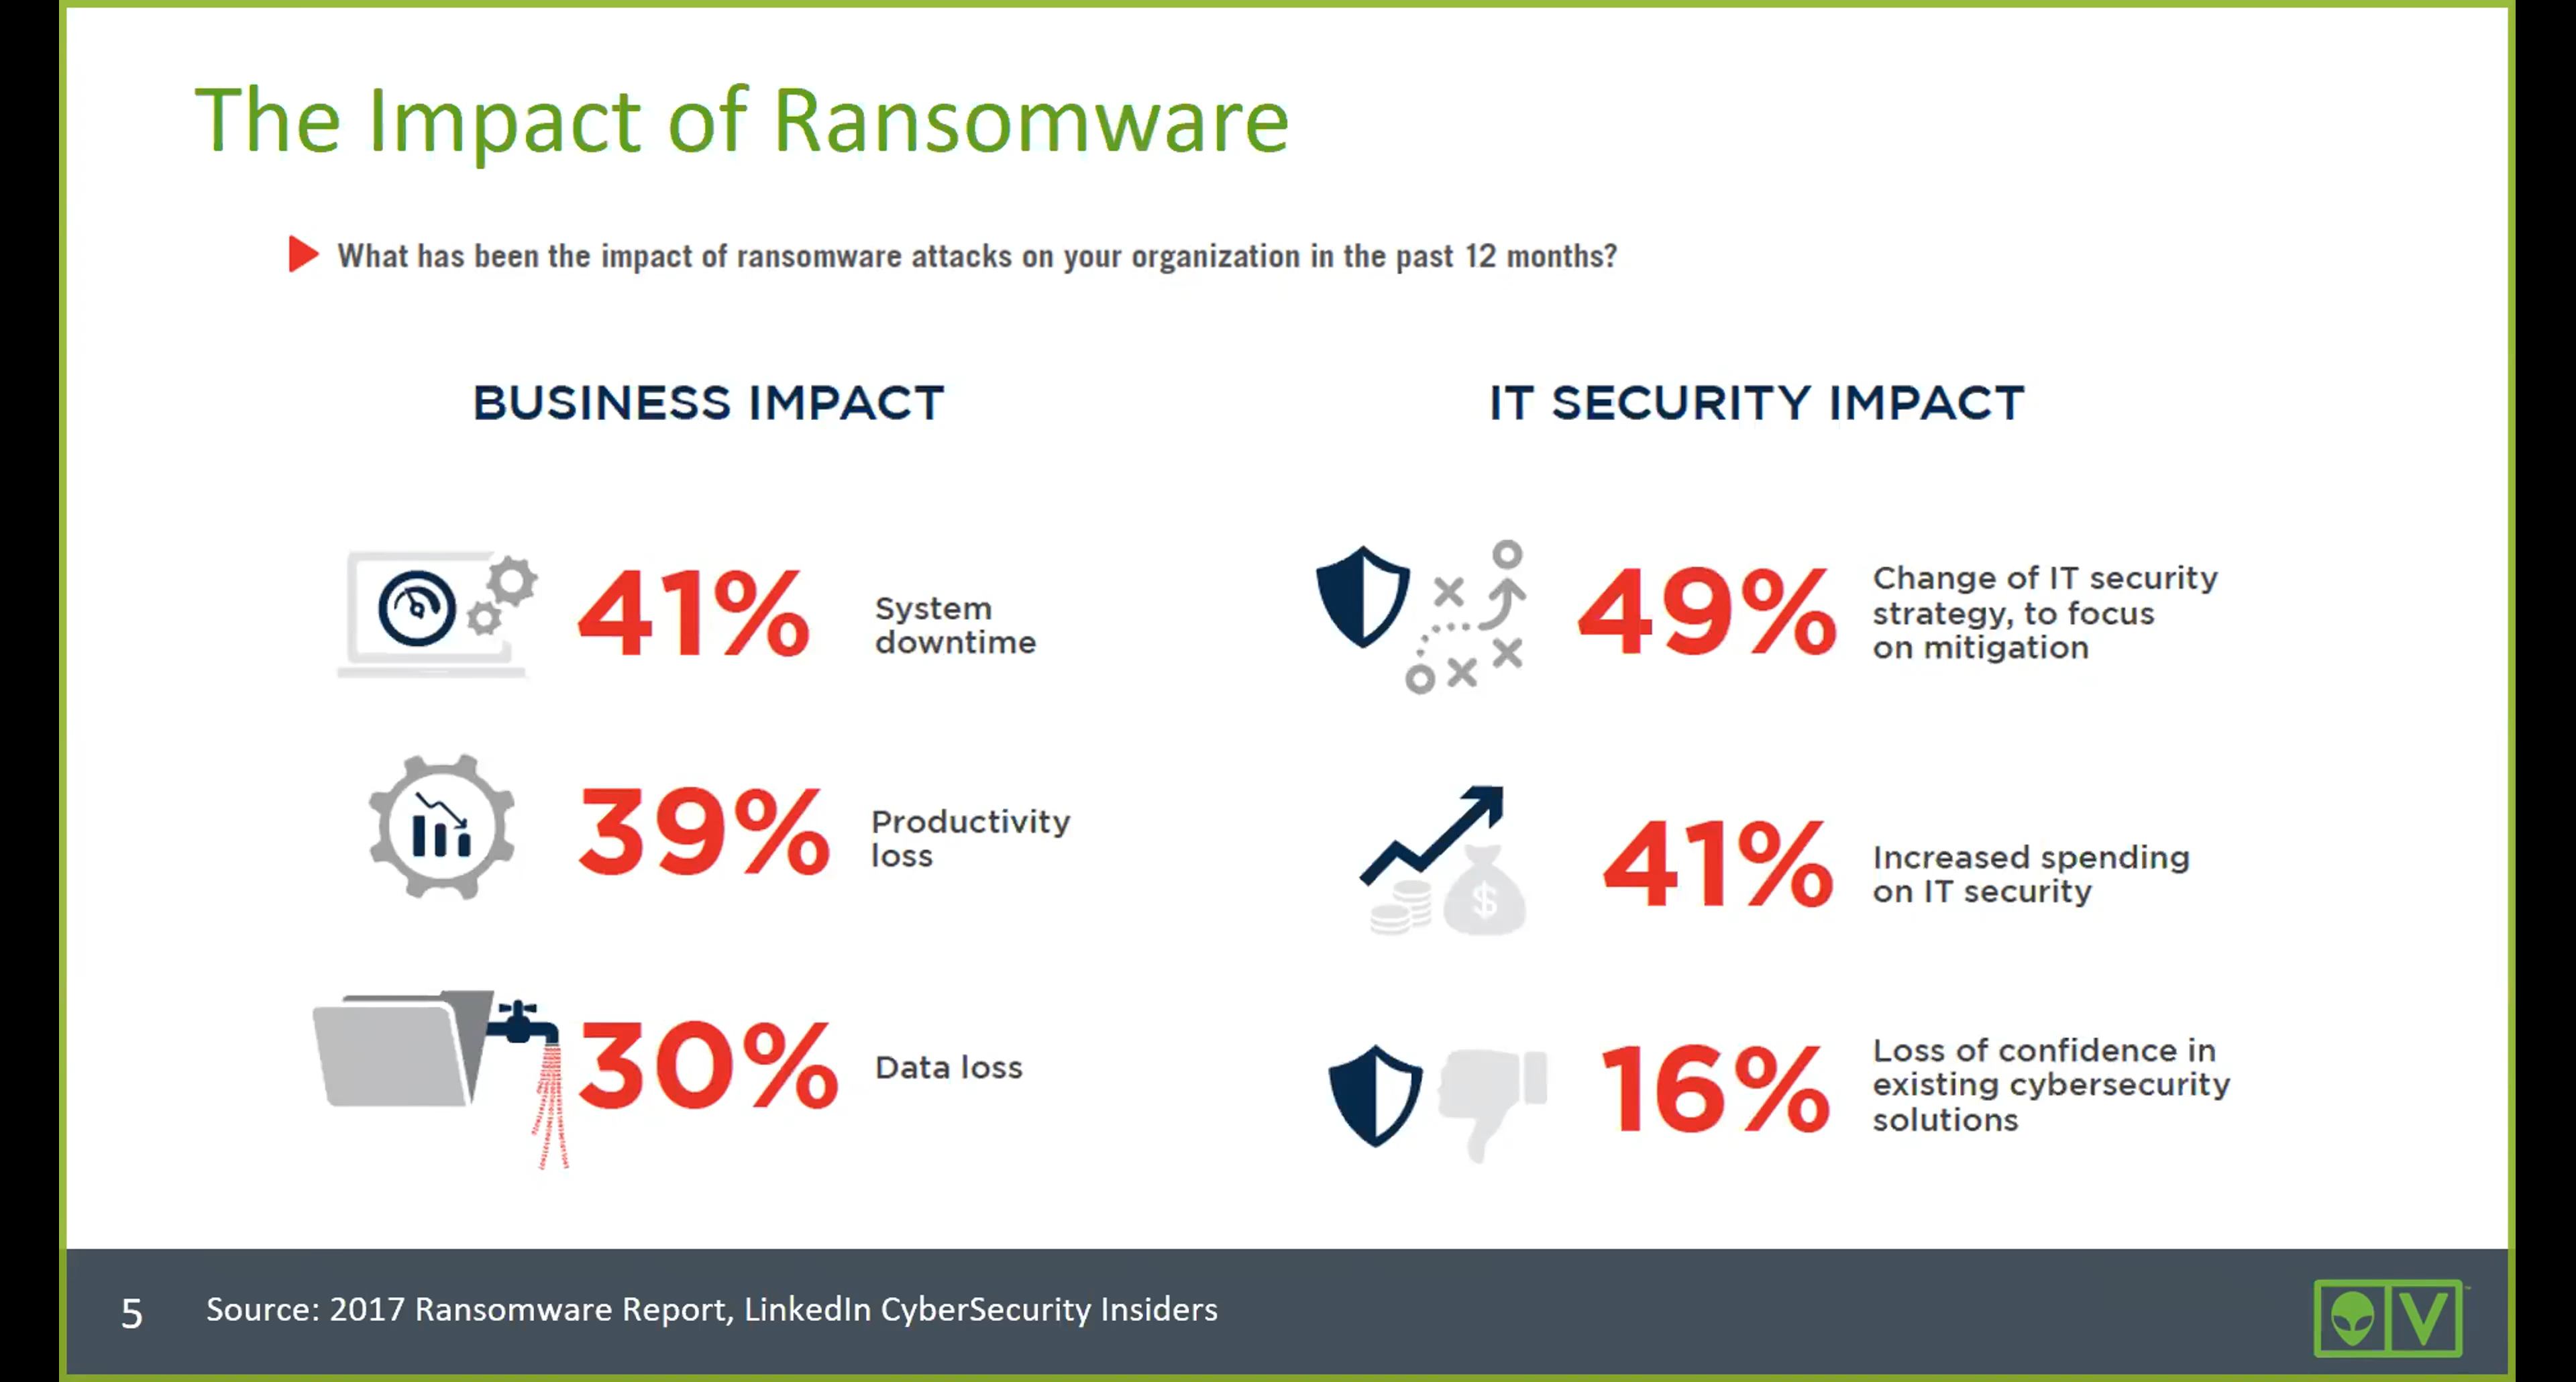 The Impact of Ransomware
What has been the impact of ransomware attacks on your organization in the past 12 months?
BUSINESS IMPACT
41%
System
downtime
39%
Productivity
loss
30%
Data loss
IT SECURITY IMPACT
49%
Change of IT security
strategy, to focus
on mitigation
41%
Increased spending
on IT security
$
16%
Loss of confidence in
existing cybersecurity
solutions
5
Source: 2017 Ransomware Report, LinkedIn CyberSecurity Insiders
V